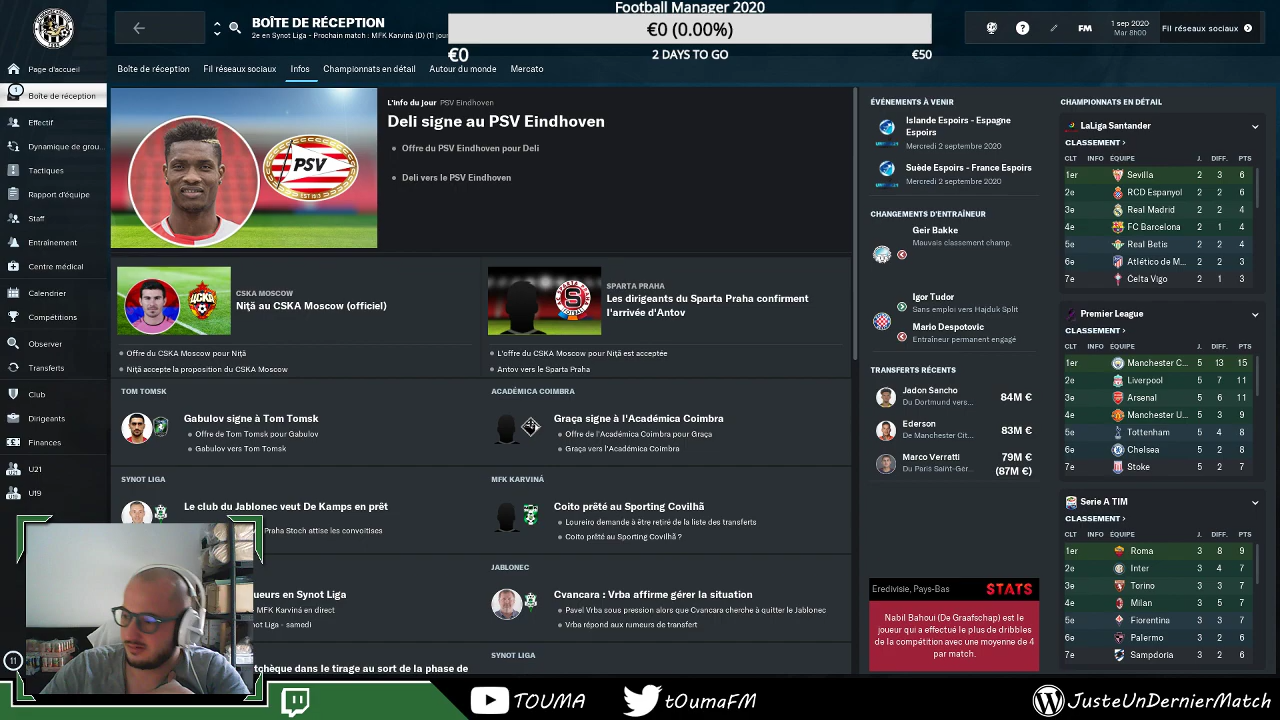 Football Manager 2020
BOÎTE DE RÉCEPTION
2e en Synot Liga - Prochain match : MFK Karviná (D) (11 jour
€0 (0.00%)
€0
2 DAYS TO GO
€50
?
FM
1 sep 2020
Mar 8h00
Fil réseaux sociaux
Page d'accueil
1
Boîte de réception
Effectif
Dynamique de grou...
Tactiques
Rapport d'équipe
Staff
Entraînement
Centre médical
Calendrier
Compétitions
Observer
Transferts
Club
Dirigeants
Finances
U21
U19
Boîte de réception
Fil réseaux sociaux
Infos
Championnats en détail
Autour du monde
Mercato
PSV
L'info du jour PSV Eindhoven
Deli signe au PSV Eindhoven
Offre du PSV Eindhoven pour Deli
Deli vers le PSV Eindhoven
CSKA MOSCOW
Niţă au CSKA Moscow (officiel)
Offre du CSKA Moscow pour Niţă
Niţă accepte la proposition du CSKA Moscow
SPARTA PRAHA
Les dirigeants du Sparta Praha confirment
l'arrivée d'Antov
L'offre du CSKA Moscow pour Niţă est acceptée
Antov vers le Sparta Praha
TOM TOMSK
Gabulov signe à Tom Tomsk
Offre de Tom Tomsk pour Gabulov
Gabulov vers Tom Tomsk
ACADÉMICA COIMBRA
Graça signe à l'Académica Coimbra
Offre de l'Académica Coimbra pour Graça
Graça vers l'Académica Coimbra
SYNOT LIGA
Le club du Jablonec veut De Kamps en prêt
Praha Stoch attise les convoitises
MFK KARVINÁ
Coito prêté au Sporting Covilhã
Loureiro demande à être retiré de la liste des transferts
Coito prêté au Sporting Covilhã ?
ueurs en Synot Liga
MFK Karviná en direct
ot Liga - samedi
JABLONEC
Cvancara : Vrba affirme gérer la situation
Pavel Vrba sous pression alors que Cvancara cherche à quitter le Jablonec
Vrba répond aux rumeurs de transfert
tchèque dans le tirage au sort de la phase de
SYNOT LIGA
ÉVÉNEMENTS À VENIR
Islande Espoirs - Espagne
Espoirs
Mercredi 2 septembre 2020
Suède Espoirs - France Espoirs
Mercredi 2 septembre 2020
CHANGEMENTS D'ENTRAÎNEUR
Geir Bakke
Mauvais classement champ.
Igor Tudor
Sans emploi vers Hajduk Split
Mario Despotovic
Entraîneur permanent engagé
TRANSFERTS RÉCENTS
Jadon Sancho
Du Dortmund vers...
84M €
Ederson
De Manchester Cit...
83M €
Marco Verratti
Du Paris Saint-Ger...
79M €
(87M €)
Eredivisie, Pays-Bas
STATS
Nabil Bahoui (De Graafschap) est le
joueur qui a effectué le plus de dribbles
de la compétition avec une moyenne de 4
par match.
CHAMPIONNATS EN DÉTAIL
LaLiga Santander
CLASSEMENT >
CLT INFO ÉQUIPE J. DIFF. PTS
1er Sevilla 2 3 6
2e RCD Espanyol 2 2 6
3e Real Madrid 2 2 4
4e FC Barcelona 2 1 4
5e Real Betis 2 2 4
6e Atlético de M... 2 2 3
7e Celta Vigo 2 1 3
Premier League
CLASSEMENT >
CLT INFO ÉQUIPE J. DIFF. PTS
1er Manchester C... 5 13 15
2e Liverpool 5 7 11
3e Arsenal 5 6 11
4e Manchester U... 5 3 9
5e Tottenham 5 4 8
6e Chelsea 5 2 8
7e Stoke 5 2 7
Serie A TIM
CLASSEMENT >
CLT INFO ÉQUIPE J. DIFF. PTS
1er Roma 3 8 9
2e Inter 3 4 7
3e Torino 3 3 7
4e Milan 3 5 7
5e Fiorentina 3 3 7
6e Palermo 3 3 6
7e Sampdoria 3 2 6
11
TOUMA
tOumaFM
JusteUnDernierMatch